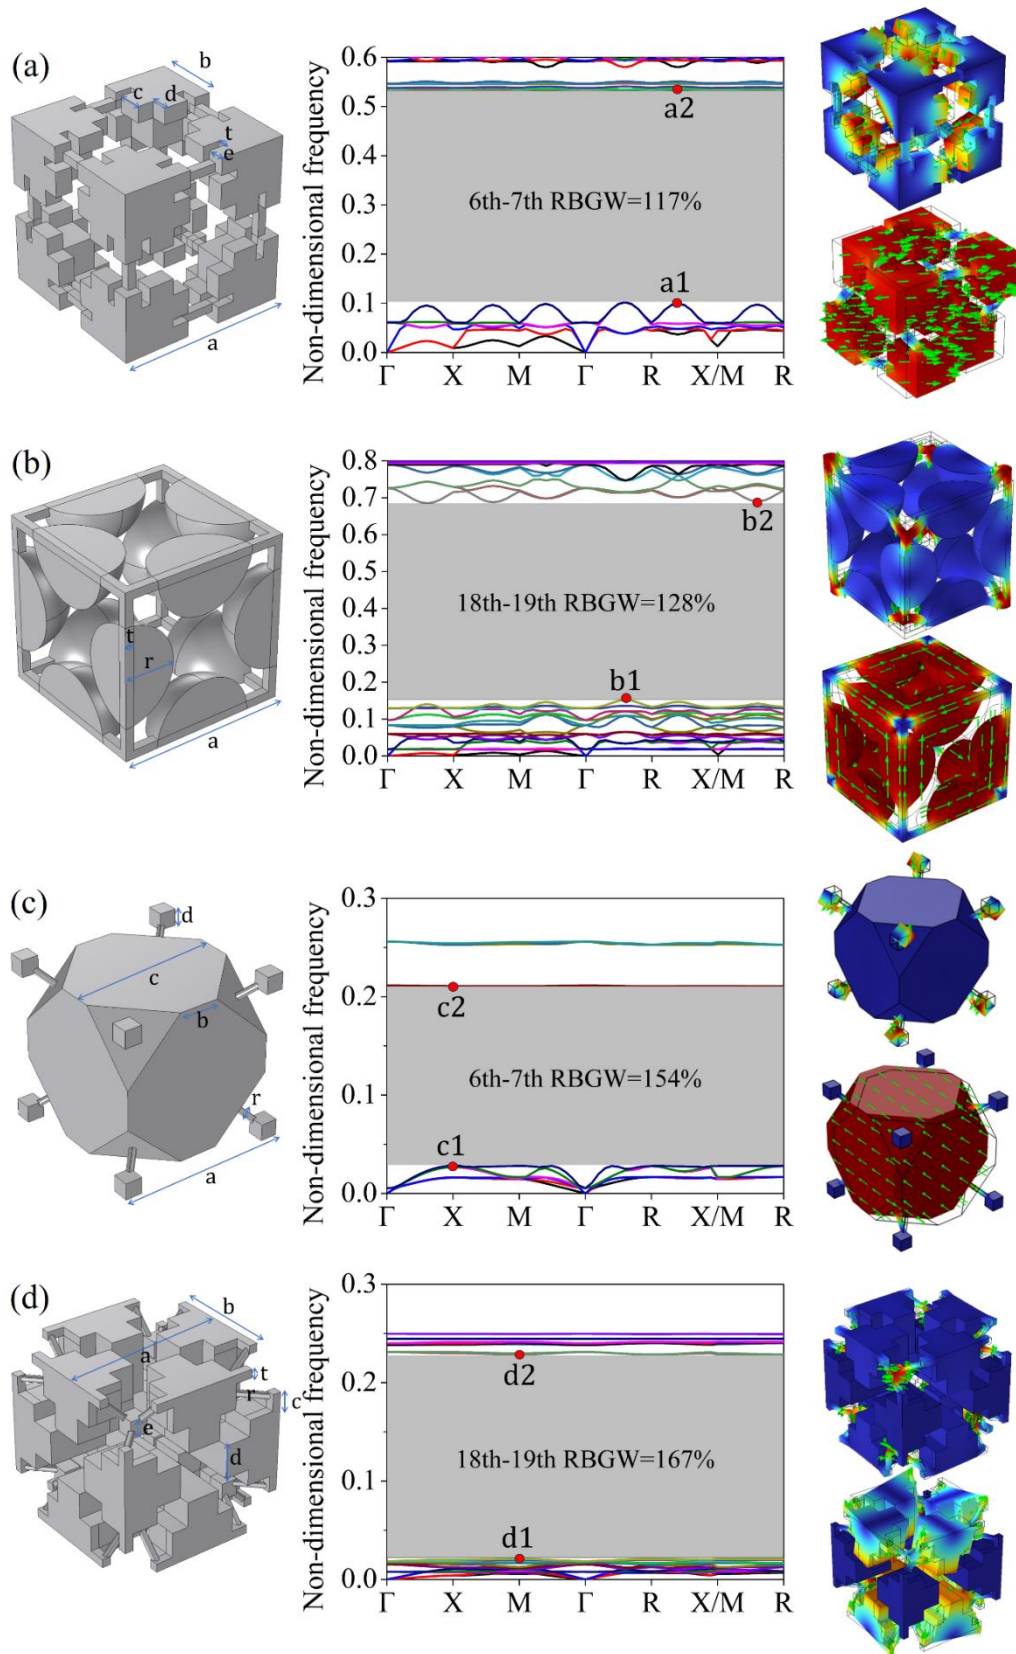 (a)
b
c
d
t
e
a
Non-dimensional frequency
0.6
0.5
0.4
0.3
0.2
0.1
0.0
a2
6th-7th RBGW=117%
a1
Γ X M Γ R X/M R
(b)
t
r
a
Non-dimensional frequency
0.8
0.7
0.6
0.5
0.4
0.3
0.2
0.1
0.0
b2
18th-19th RBGW=128%
b1
Γ X M Γ R X/M R
(c)
d
c
b
r
a
Non-dimensional frequency
0.3
0.2
0.1
0.0
c2
6th-7th RBGW=154%
c1
Γ X M Γ R X/M R
(d)
b
a
t
r
c
e
d
Non-dimensional frequency
0.3
0.2
0.1
0.0
d2
18th-19th RBGW=167%
d1
Γ X M Γ R X/M R